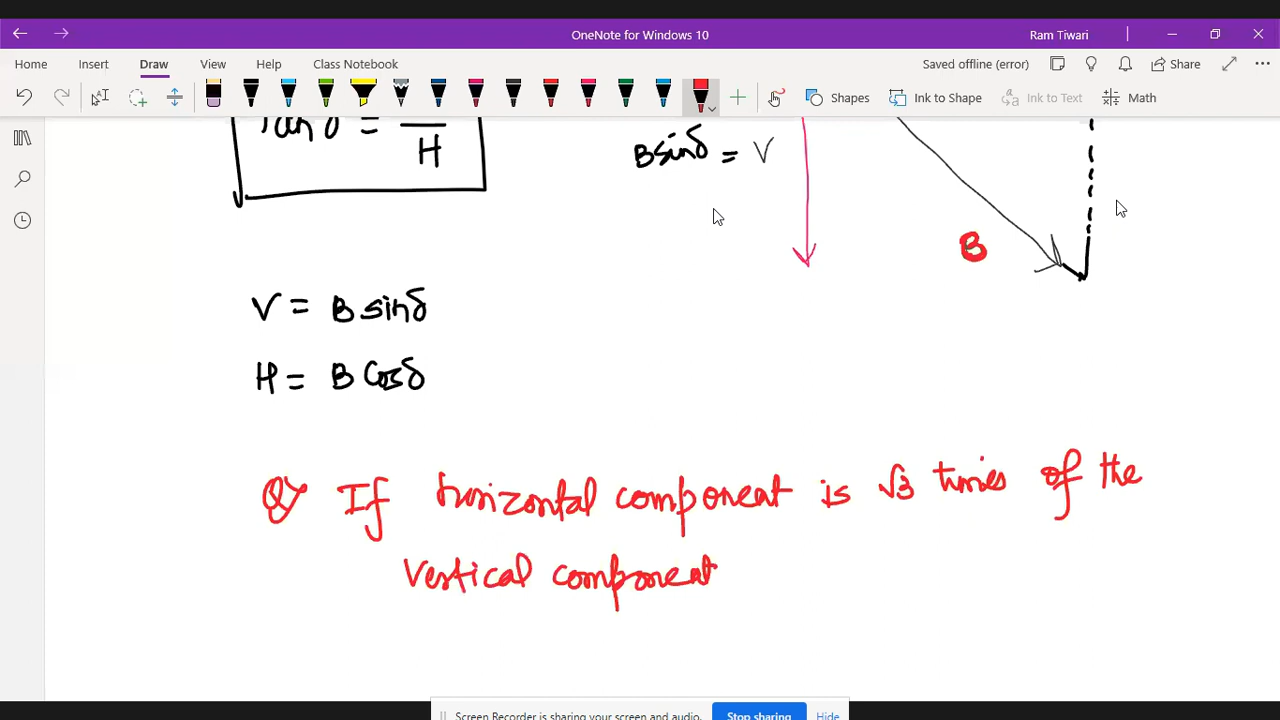 OneNote for Windows 10
Ram Tiwari
Home Insert Draw View Help Class Notebook
Saved offline (error) Share
Shapes Ink to Shape Ink to Text Math
tan δ = — H
B sinδ = V
B
V = B sinδ
H = B Cosδ
Q) If horizontal component is √3 times of the
Vertical component
Screen Recorder is sharing your screen and audio. Stop sharing Hide